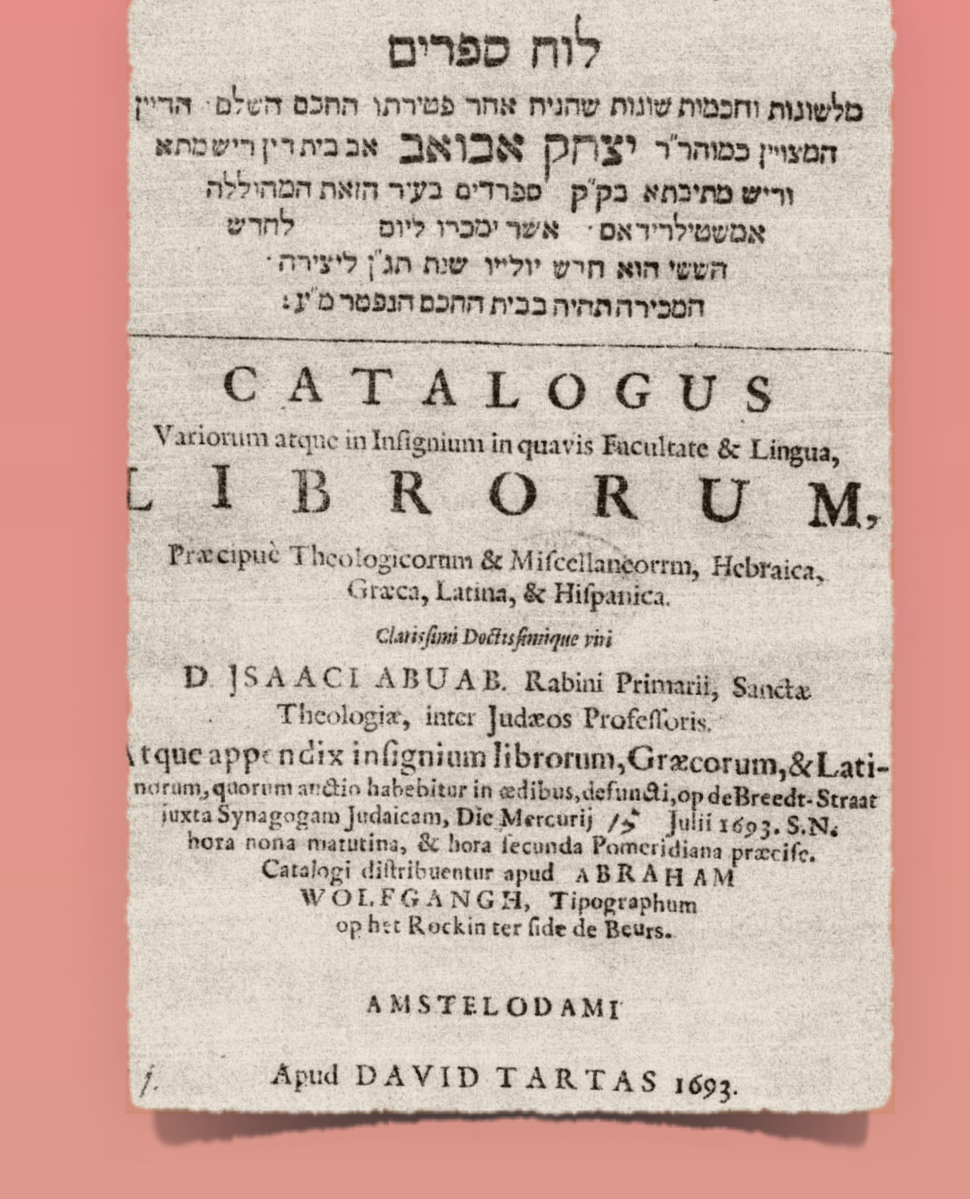 לוח ספרים
מלשונות וחכמות שונות שהניח אחר פטירתו החכם השלם · הדיין
המצויין כמוהר״ר יצחק אבואב אב בית דין ריש מתא
וריש מתיבתא בק״ק ספרדים בעיר הזאת המהוללה
אמשטילרידאם · אשר ימכרו ליום לחדש
הששי הוא חדש יולייו שנת תנ״ג ליצירה ·
המכירה תהיה בבית החכם הנפטר מ״ע :
CATALOGUS
Variorum atque in Insignium in quavis Facultate & Lingua,
LIBRORUM,
Præcipuè Theologicorum & Miscellaneorrm, Hebraica,
Græca, Latina, & Hispanica.
Clarissimi Doctissimique viri
D. JSAACI ABUAB. Rabini Primarii, Sanctæ
Theologiæ, inter Judæos Professoris.
Atque appendix insignium librorum, Græcorum, & Lati-
norum, quorum auctio habebitur in ædibus, defuncti, op de Breedt-Straat
juxta Synagogam Judaicam, Die Mercurij 15 Julii 1693. S.N.
hora nona matutina, & hora secunda Pomeridiana præcise.
Catalogi distribuentur apud ABRAHAM
WOLFGANGH, Tipographum
op het Rockin ter side de Beurs.
AMSTELODAMI
Apud DAVID TARTAS 1693.